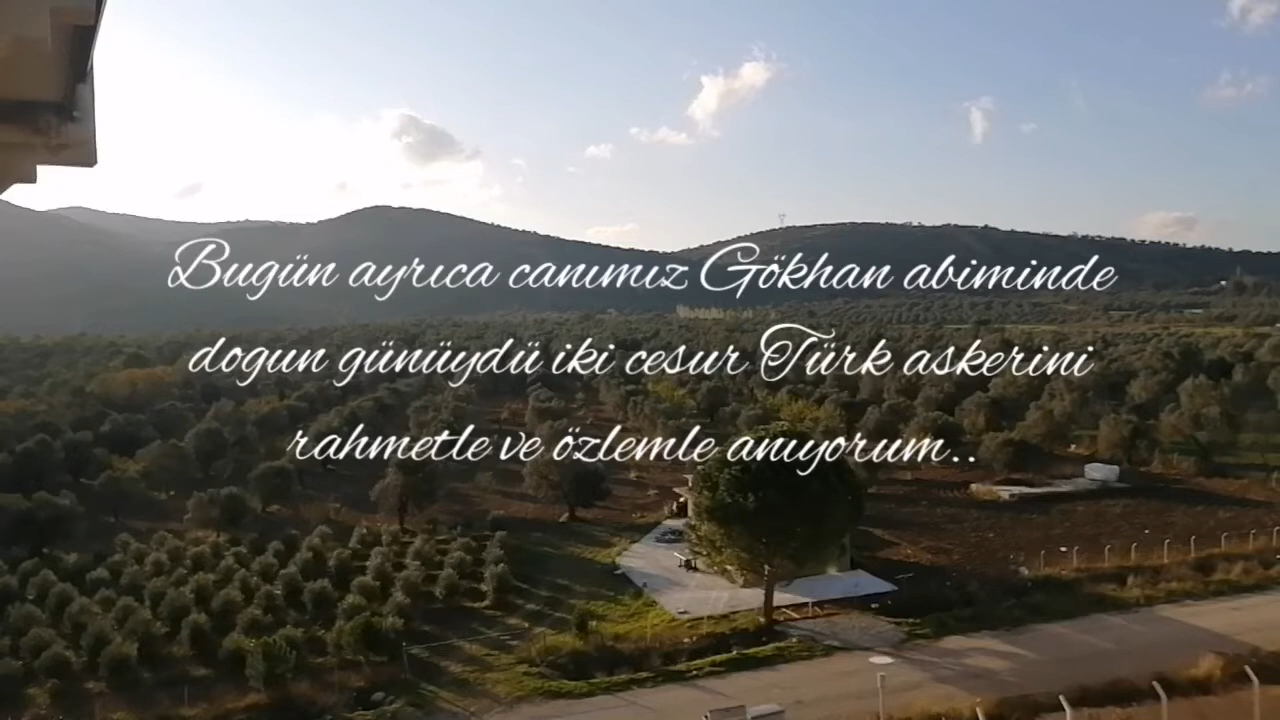 Bugün ayrıca canımız Gökhan abiminde
dogun günüydü iki cesur Türk askerini
rahmetle ve özlemle anıyorum..